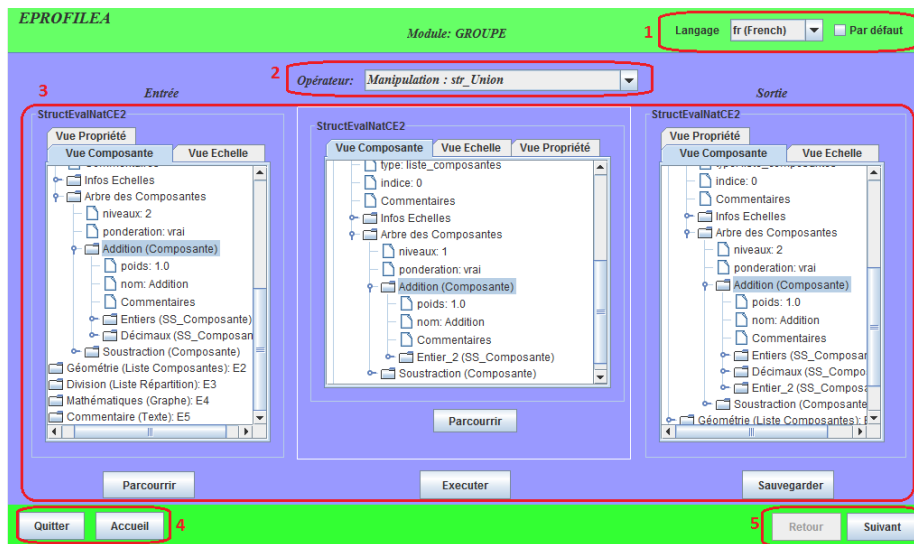 EPROFILEA
Module: GROUPE
1
Langage fr (French) Par défaut
2
Opérateur: Manipulation : str_Union
3
Entrée
StructEvalNatCE2
Vue Propriété
Vue Composante Vue Echelle
Commentaires
Infos Echelles
Arbre des Composantes
niveaux: 2
ponderation: vrai
Addition (Composante)
poids: 1.0
nom: Addition
Commentaires
Entiers (SS_Composante)
Décimaux (SS_Composan
Soustraction (Composante)
Géométrie (Liste Composantes): E2
Division (Liste Répartition): E3
Mathématiques (Graphe): E4
Commentaire (Texte): E5
Parcourrir
StructEvalNatCE2
Vue Composante Vue Echelle Vue Propriété
type: liste_composantes
indice: 0
Commentaires
Infos Echelles
Arbre des Composantes
niveaux: 1
ponderation: vrai
Addition (Composante)
poids: 1.0
nom: Addition
Commentaires
Entier_2 (SS_Composante)
Soustraction (Composante)
Parcourrir
Executer
Sortie
StructEvalNatCE2
Vue Propriété
Vue Composante Vue Echelle
indice: 0
Commentaires
Infos Echelles
Arbre des Composantes
niveaux: 2
ponderation: vrai
Addition (Composante)
poids: 1.0
nom: Addition
Commentaires
Entiers (SS_Composar
Décimaux (SS_Compo
Entier_2 (SS_Compos
Soustraction (Composante
Géométrie (Liste Composantes):
Sauvegarder
Quitter Accueil 4
5 Retour Suivant